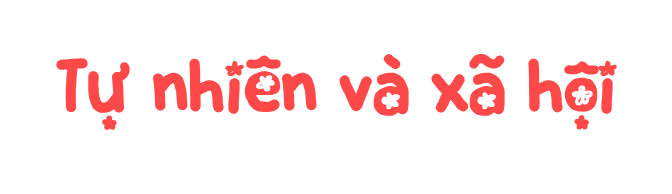 Tự nhiên và xã hội